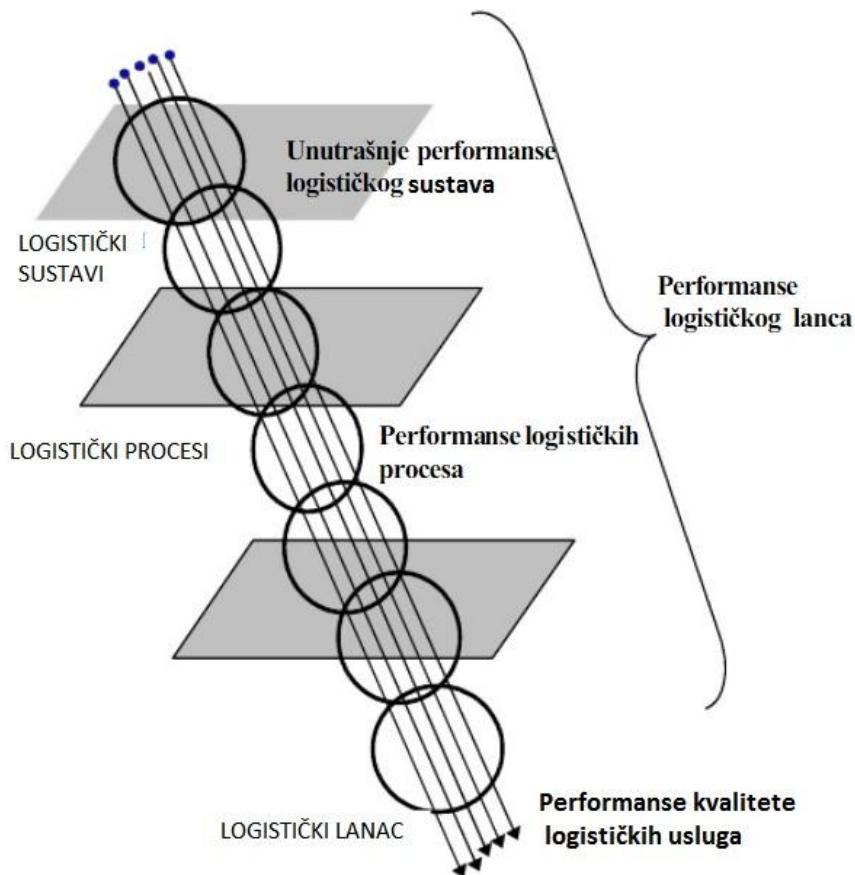 Unutrašnje performanse
logističkog sustava
LOGISTIČKI
SUSTAVI
Performanse
logističkog lanca
LOGISTIČKI PROCESI
Performanse logističkih
procesa
Performanse kvalitete
logističkih usluga
LOGISTIČKI LANAC